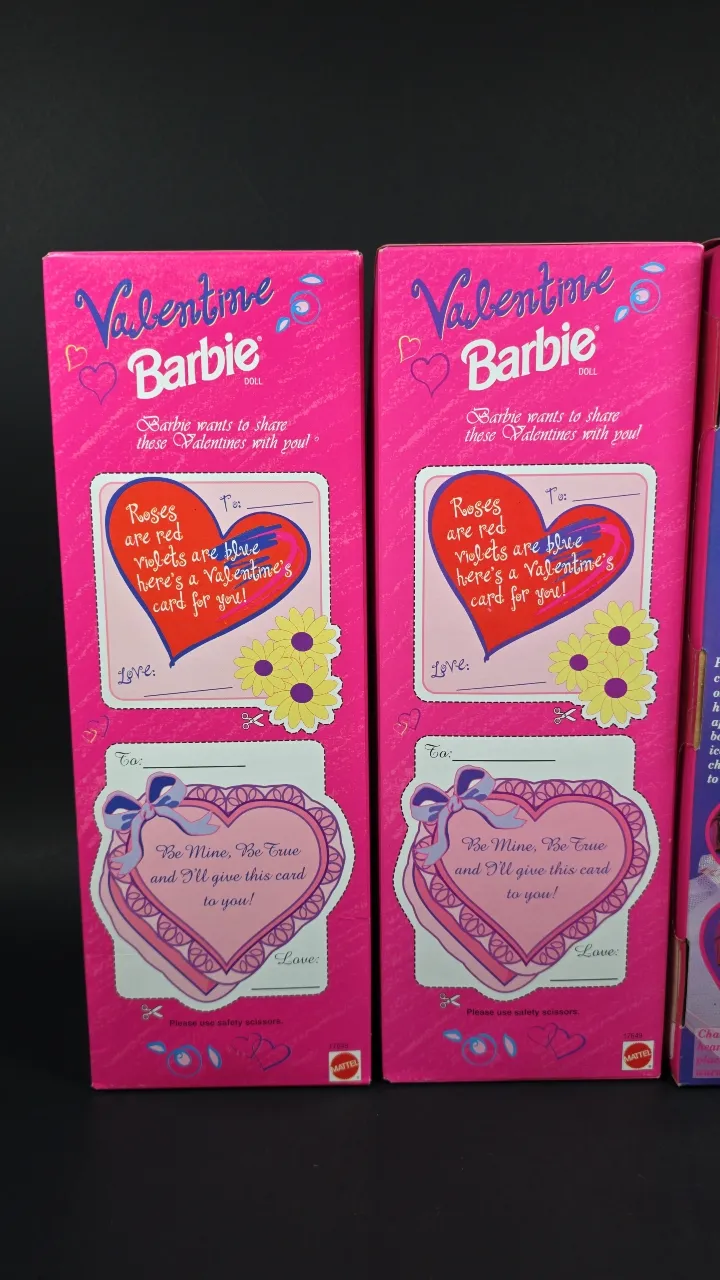 Valentine
Barbie®
DOLL
Barbie wants to share
these Valentines with you!
To:
Roses
are red
violets are blue
here's a Valentine's
card for you!
Love:
To:
Be Mine, Be True
and I'll give this card
to you!
Love:
Please use safety scissors.
MATTEL
Valentine
Barbie®
DOLL
Barbie wants to share
these Valentines with you!
To:
Roses
are red
violets are blue
here's a Valentine's
card for you!
Love:
To:
Be Mine, Be True
and I'll give this card
to you!
Love:
Please use safety scissors.
MATTEL